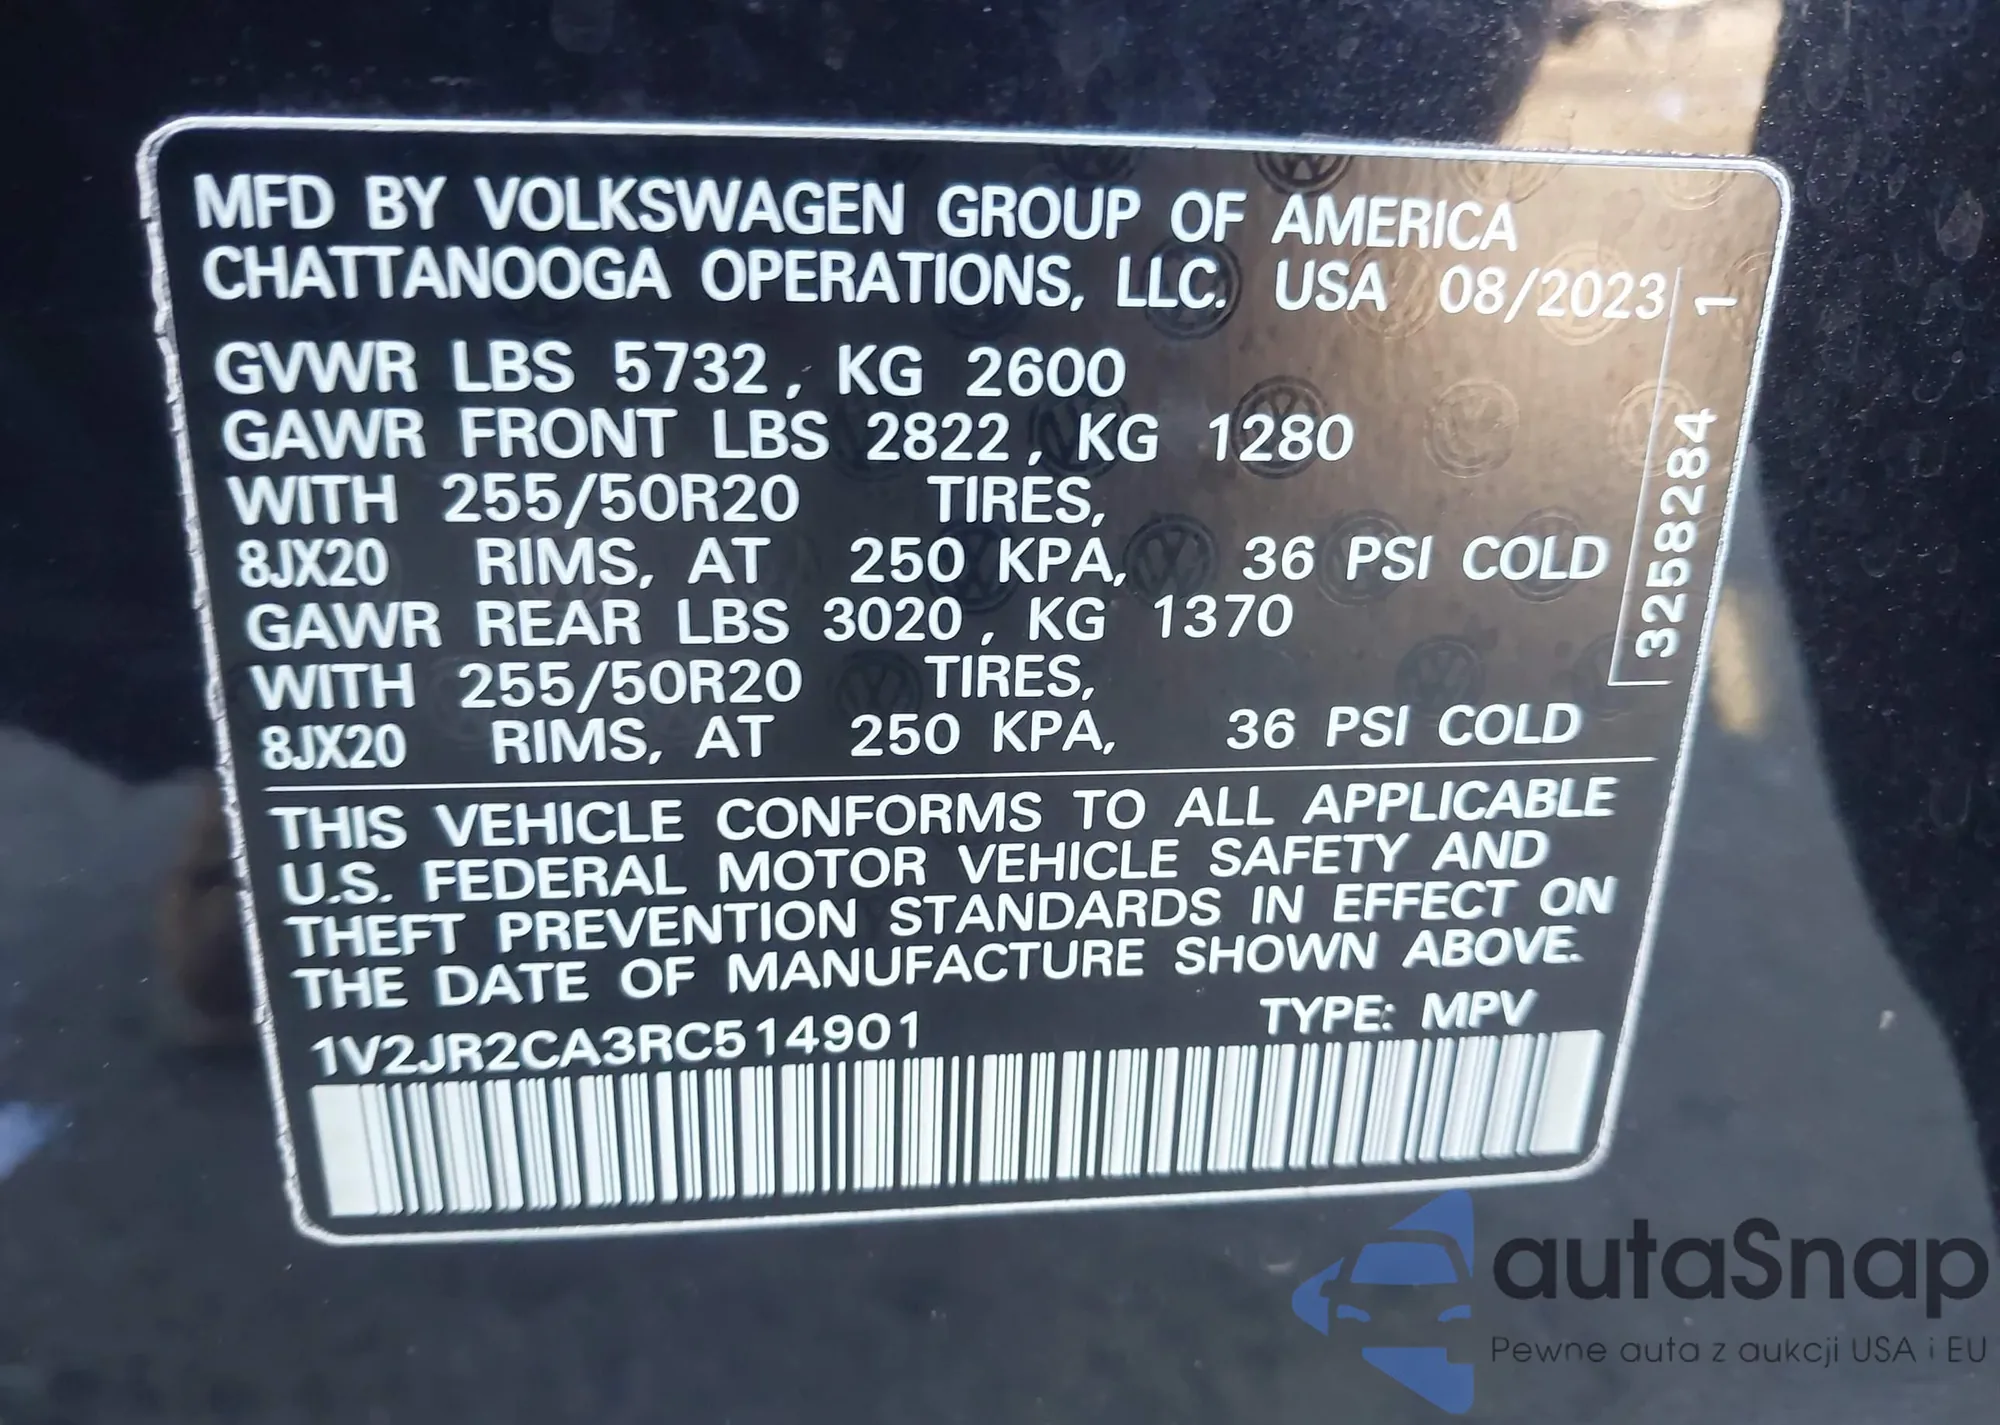 MFD BY VOLKSWAGEN GROUP OF AMERICA
CHATTANOOGA OPERATIONS, LLC. USA 08/2023
GVWR LBS 5732, KG 2600
GAWR FRONT LBS 2822, KG 1280
WITH 255/50R20 TIRES,
8JX20 RIMS, AT 250 KPA, 36 PSI COLD
GAWR REAR LBS 3020, KG 1370
WITH 255/50R20 TIRES,
8JX20 RIMS, AT 250 KPA, 36 PSI COLD
3258284 1
THIS VEHICLE CONFORMS TO ALL APPLICABLE
U.S. FEDERAL MOTOR VEHICLE SAFETY AND
THEFT PREVENTION STANDARDS IN EFFECT ON
THE DATE OF MANUFACTURE SHOWN ABOVE.
1V2JR2CA3RC514901 TYPE: MPV
autaSnap
Pewne auta z aukcji USA i EU